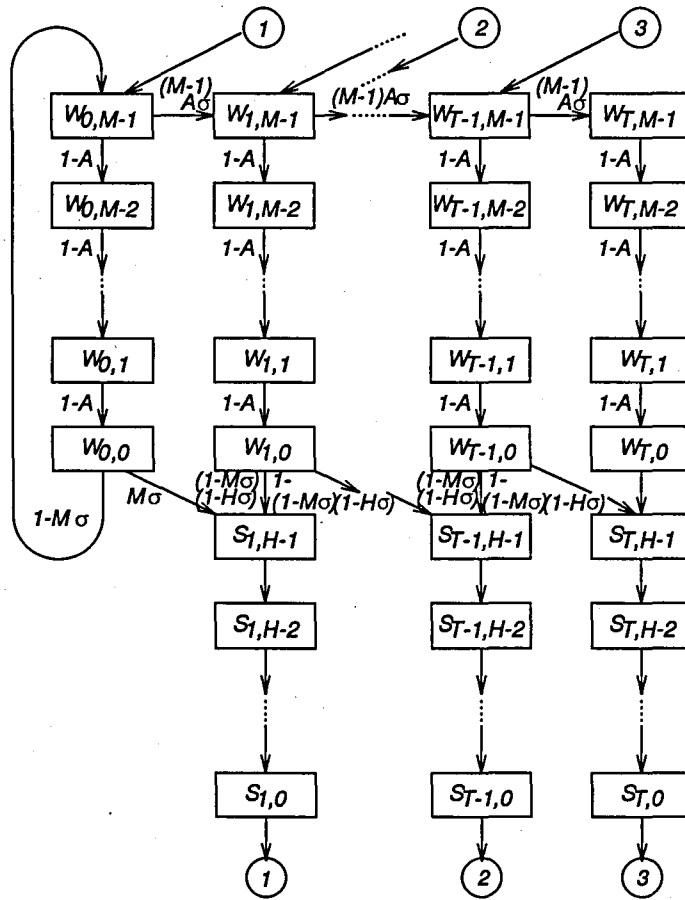 1 2 3
(M-1) (M-1)
Aσ (M-1)Aσ Aσ
W0,M-1 W1,M-1 WT-1,M-1 WT,M-1
1-A 1-A 1-A 1-A
W0,M-2 W1,M-2 WT-1,M-2 WT,M-2
1-A 1-A 1-A 1-A
W0,1 W1,1 WT-1,1 WT,1
1-A 1-A 1-A 1-A
W0,0 W1,0 WT-1,0 WT,0
(1-Mσ) 1- (1-Mσ) 1-
Mσ (1-Hσ) (1-Mσ)(1-Hσ) (1-Hσ) (1-Mσ)(1-Hσ)
1-Mσ
S1,H-1 ST-1,H-1 ST,H-1
S1,H-2 ST-1,H-2 ST,H-2
S1,0 ST-1,0 ST,0
1 2 3